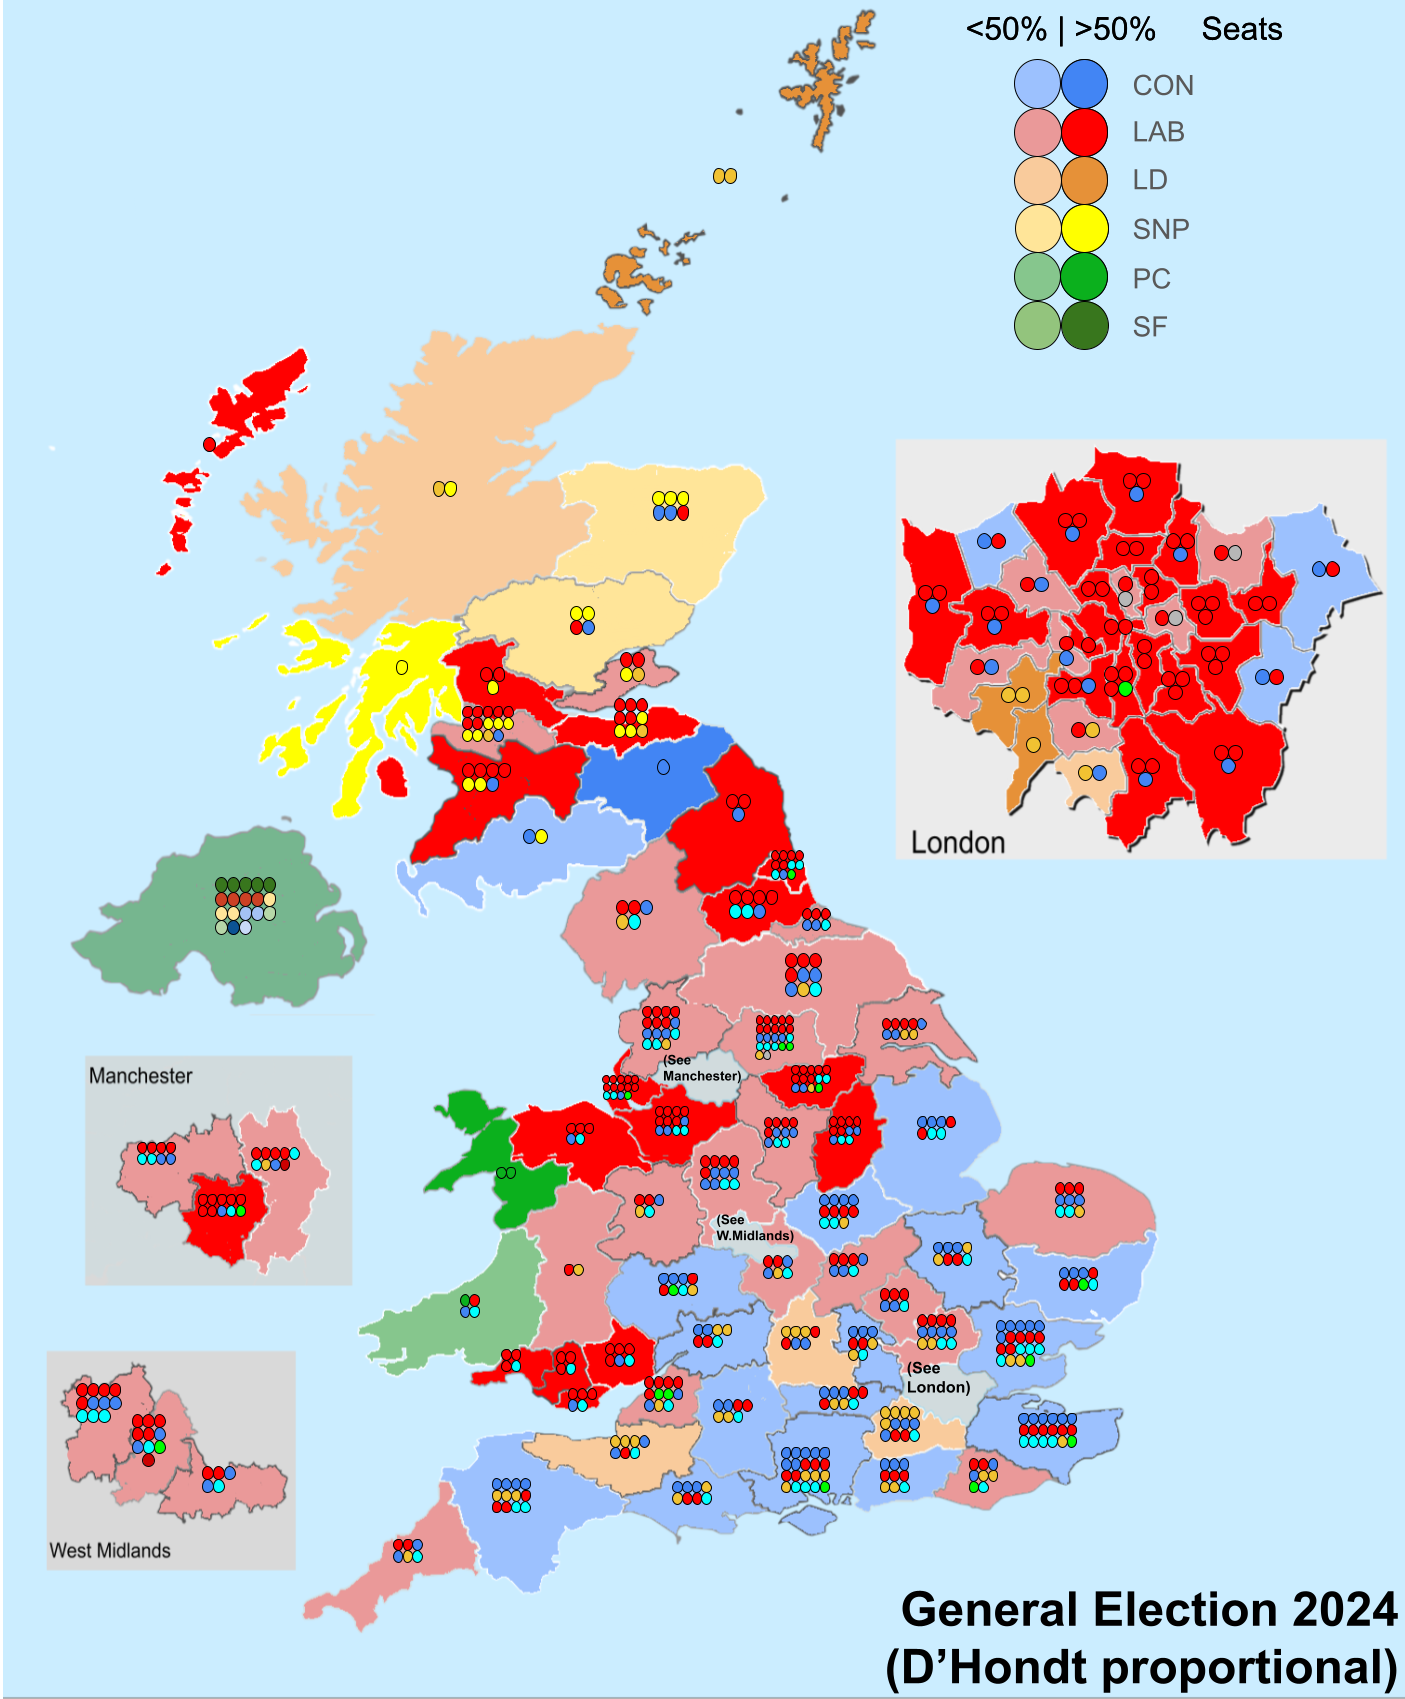 <50% | >50% Seats
CON
LAB
LD
SNP
PC
SF
London
(See
Manchester)
Manchester
(See
W.Midlands)
(See
London)
West Midlands
General Election 2024
(D’Hondt proportional)